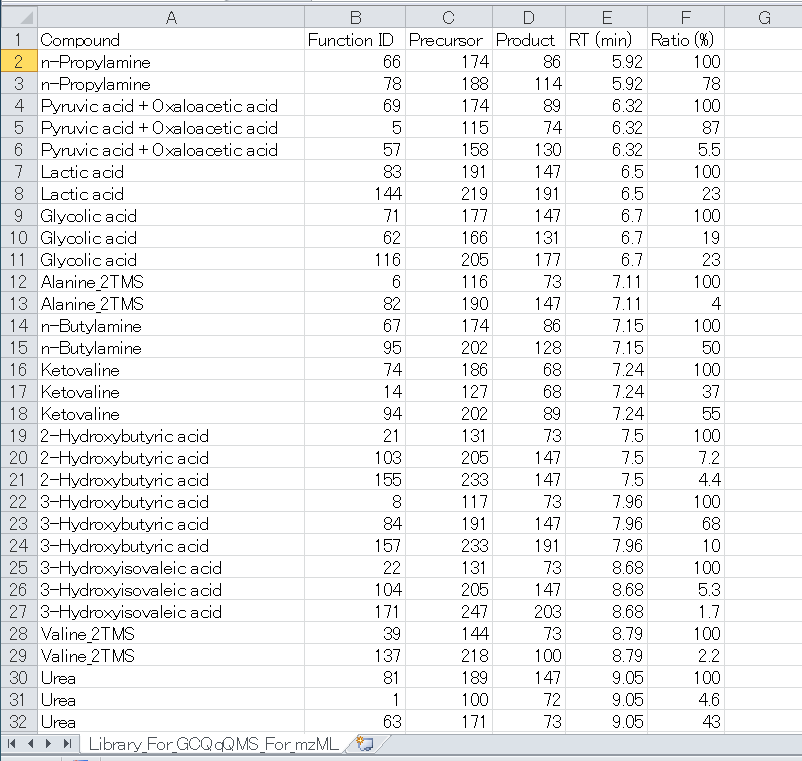 A B C D E F G
1 Compound Function ID Precursor Product RT (min) Ratio (%)
2 n-Propylamine 66 174 86 5.92 100
3 n-Propylamine 78 188 114 5.92 78
4 Pyruvic acid + Oxaloacetic acid 69 174 89 6.32 100
5 Pyruvic acid + Oxaloacetic acid 5 115 74 6.32 87
6 Pyruvic acid + Oxaloacetic acid 57 158 130 6.32 5.5
7 Lactic acid 83 191 147 6.5 100
8 Lactic acid 144 219 191 6.5 23
9 Glycolic acid 71 177 147 6.7 100
10 Glycolic acid 62 166 131 6.7 19
11 Glycolic acid 116 205 177 6.7 23
12 Alanine_2TMS 6 116 73 7.11 100
13 Alanine_2TMS 82 190 147 7.11 4
14 n-Butylamine 67 174 86 7.15 100
15 n-Butylamine 95 202 128 7.15 50
16 Ketovaline 74 186 68 7.24 100
17 Ketovaline 14 127 68 7.24 37
18 Ketovaline 94 202 89 7.24 55
19 2-Hydroxybutyric acid 21 131 73 7.5 100
20 2-Hydroxybutyric acid 103 205 147 7.5 7.2
21 2-Hydroxybutyric acid 155 233 147 7.5 4.4
22 3-Hydroxybutyric acid 8 117 73 7.96 100
23 3-Hydroxybutyric acid 84 191 147 7.96 68
24 3-Hydroxybutyric acid 157 233 191 7.96 10
25 3-Hydroxyisovaleic acid 22 131 73 8.68 100
26 3-Hydroxyisovaleic acid 104 205 147 8.68 5.3
27 3-Hydroxyisovaleic acid 171 247 203 8.68 1.7
28 Valine_2TMS 39 144 73 8.79 100
29 Valine_2TMS 137 218 100 8.79 2.2
30 Urea 81 189 147 9.05 100
31 Urea 1 100 72 9.05 4.6
32 Urea 63 171 73 9.05 43
Library_For_GCQqQMS_For_mzML